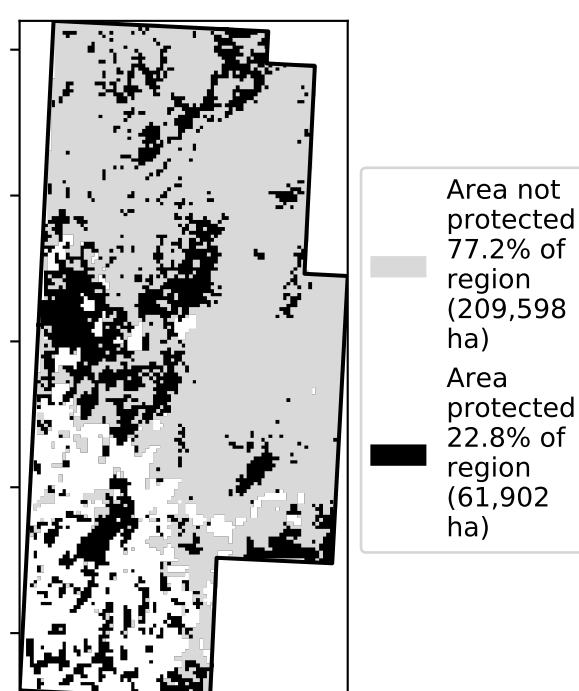 Area not
protected
77.2% of
region
(209,598
ha)
Area
protected
22.8% of
region
(61,902
ha)